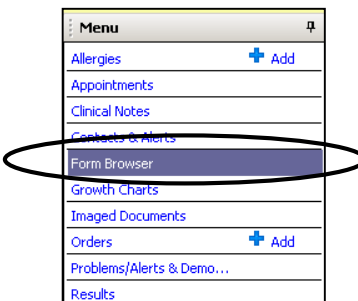 Menu
Allergies Add
Appointments
Clinical Notes
Contacts & Alerts
Form Browser
Growth Charts
Imaged Documents
Orders Add
Problems/Alerts & Demo...
Results